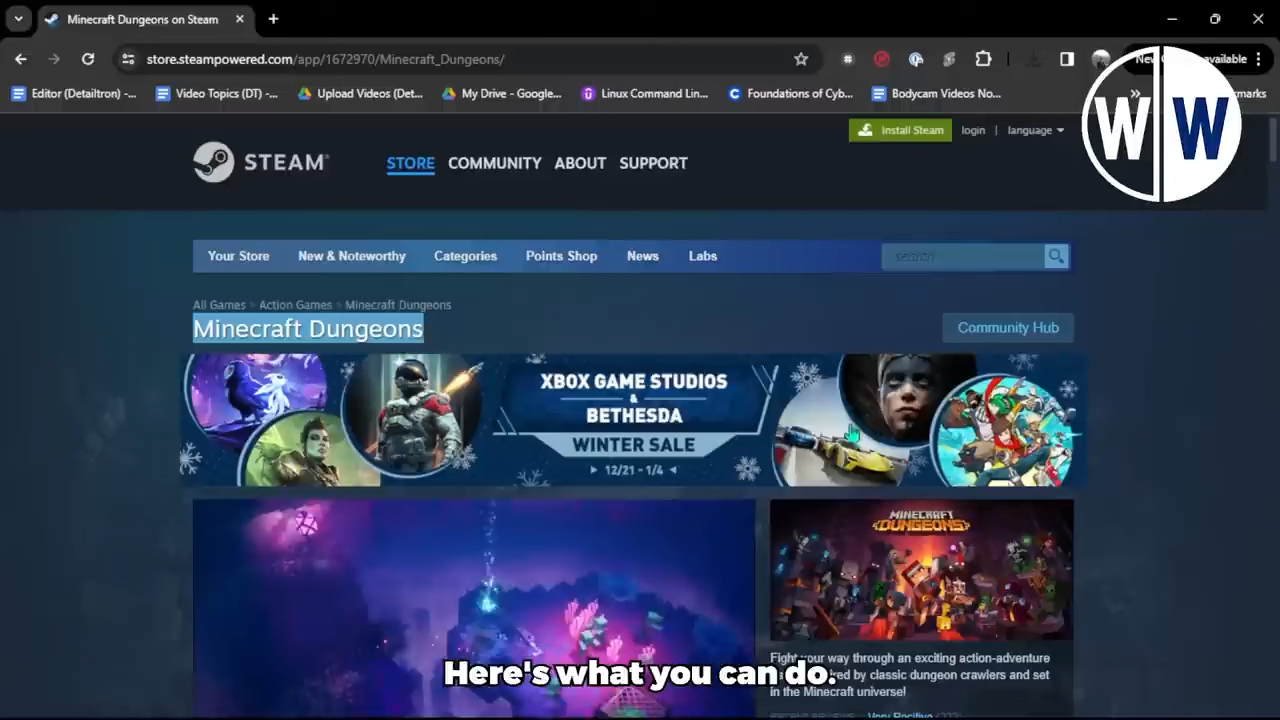 Minecraft Dungeons on Steam
store.steampowered.com/app/1672970/Minecraft_Dungeons/
New
available
Editor (Detailtron) -...
Video Topics (DT) -...
Upload Videos (Det...
My Drive - Google...
Linux Command Lin...
Foundations of Cyb...
Bodycam Videos No...
W W
Install Steam
login
language
STEAM
STORE
COMMUNITY
ABOUT
SUPPORT
Your Store
New & Noteworthy
Categories
Points Shop
News
Labs
search
All Games > Action Games > Minecraft Dungeons
Minecraft Dungeons
Community Hub
XBOX GAME STUDIOS
&
BETHESDA
WINTER SALE
12/21 - 1/4
MINECRAFT
DUNGEONS
Fight your way through an exciting action-adventure
by classic dungeon crawlers and set
in the Minecraft universe!
Very Positive
Here's what you can do.